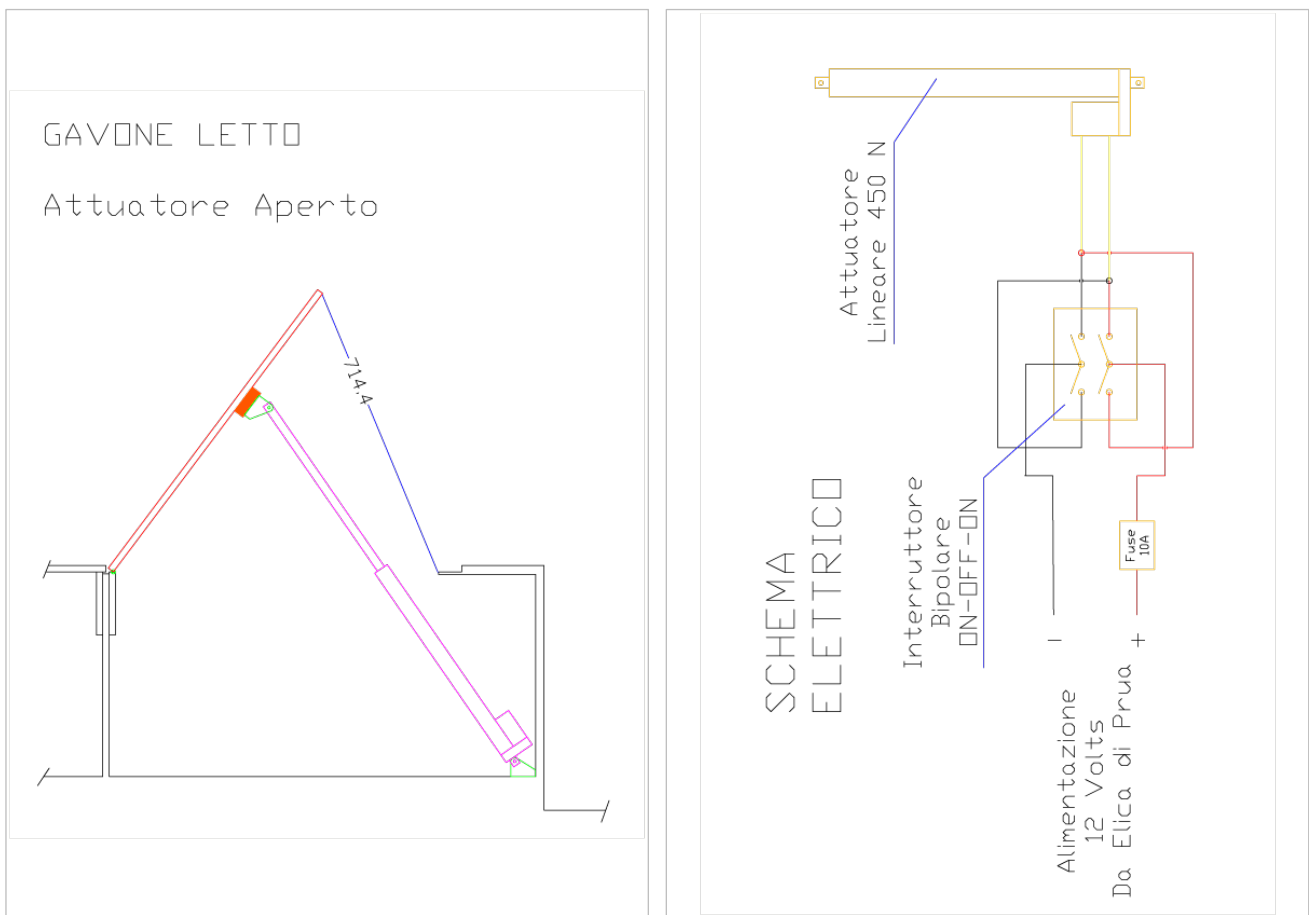 GAVONE LETTO
Attuatore Aperto
714,4
Attuatore
Lineare 450 N
SCHEMA
ELETTRICO
Interruttore
Bipolare
ON-OFF-ON
Fuse
10A
- +
Alimentazione
12 Volts
Da Elica di Prua